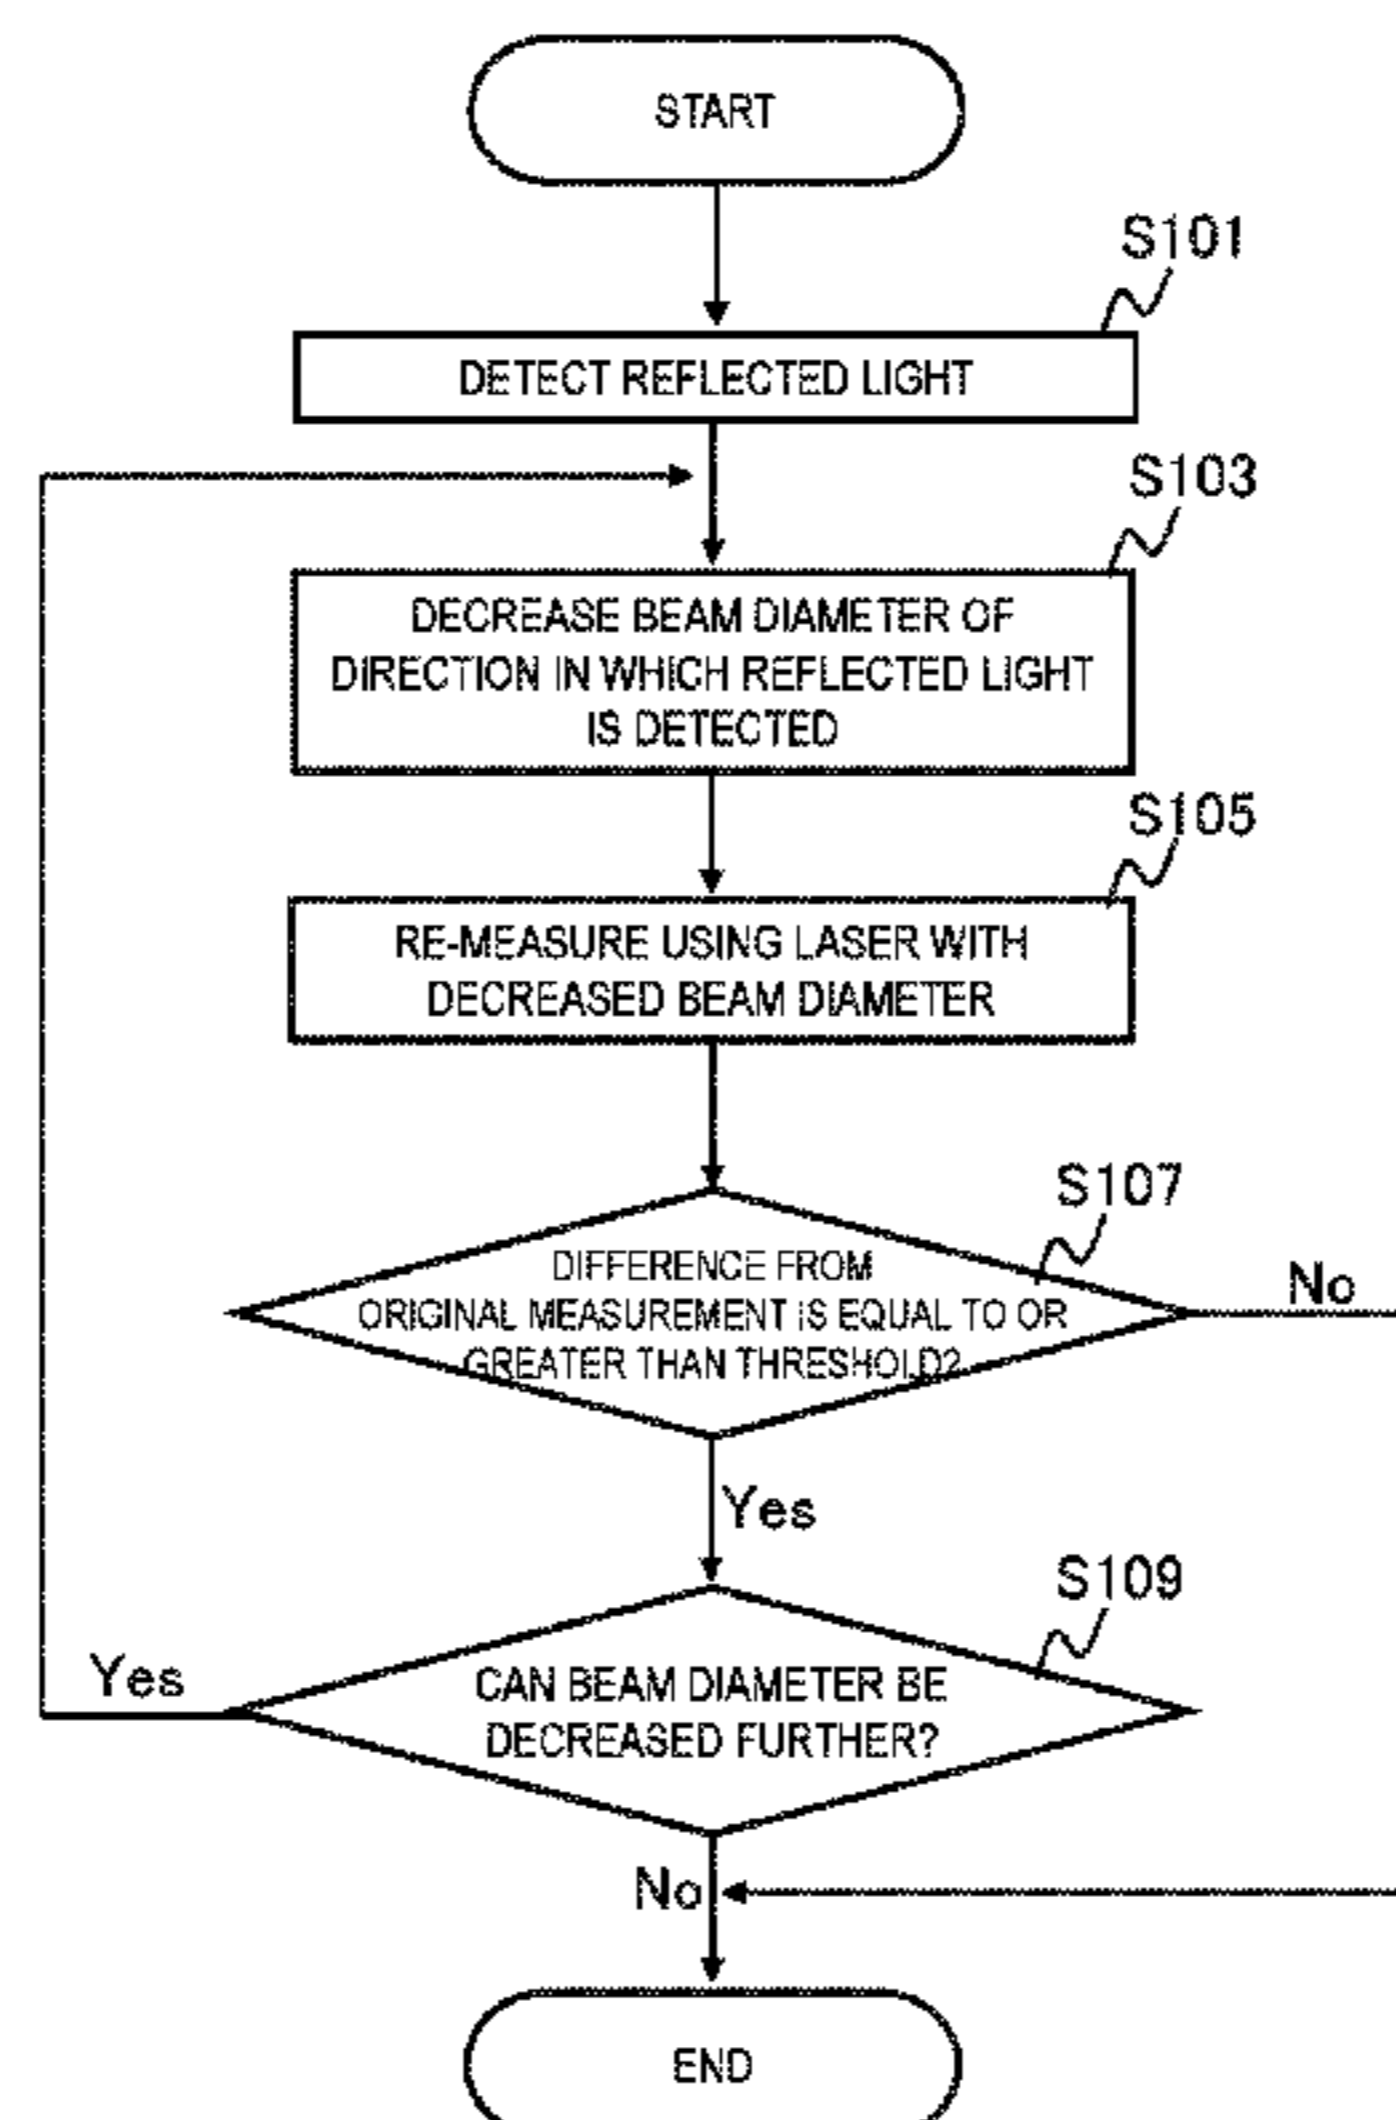 START
S101
DETECT REFLECTED LIGHT
S103
DECREASE BEAM DIAMETER OF
DIRECTION IN WHICH REFLECTED LIGHT
IS DETECTED
S105
RE-MEASURE USING LASER WITH
DECREASED BEAM DIAMETER
S107
DIFFERENCE FROM
ORIGINAL MEASUREMENT IS EQUAL TO OR
GREATER THAN THRESHOLD?
No
Yes
S109
Yes
CAN BEAM DIAMETER BE
DECREASED FURTHER?
No
END